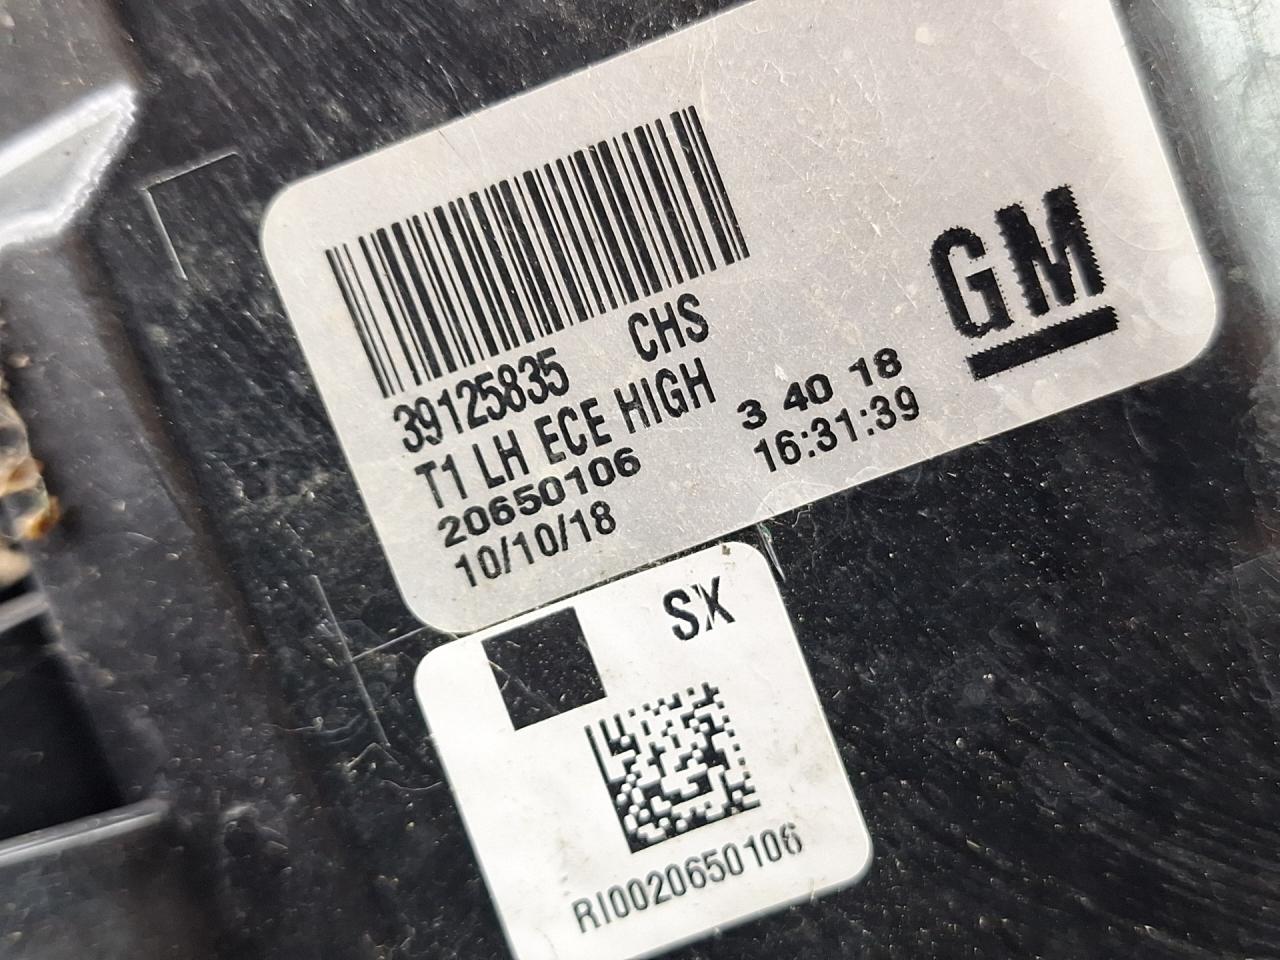 39125835 CHS
T1 LH ECE HIGH
20650106 3 40 18
10/10/18 16:31:39
GM
SX
RI0020650106